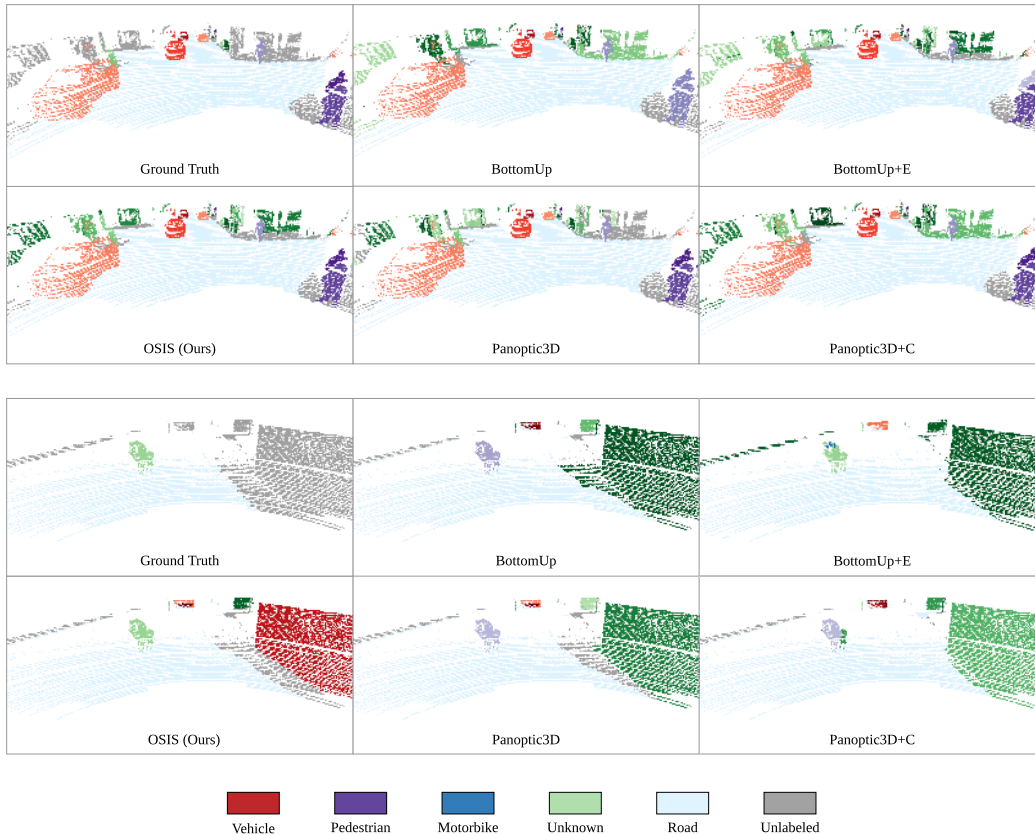 Ground Truth
BottomUp
BottomUp+E
OSIS (Ours)
Panoptic3D
Panoptic3D+C
Ground Truth
BottomUp
BottomUp+E
OSIS (Ours)
Panoptic3D
Panoptic3D+C
Vehicle
Pedestrian
Motorbike
Unknown
Road
Unlabeled